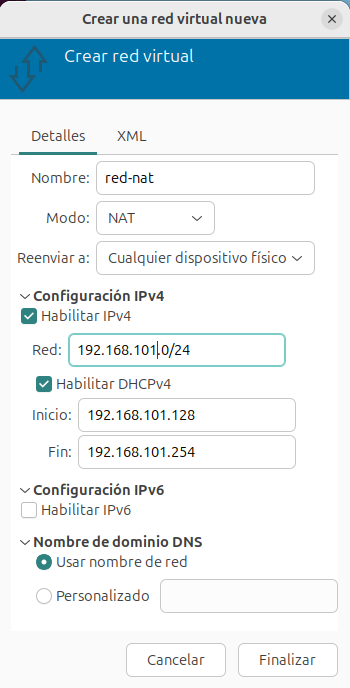 Crear una red virtual nueva
Crear red virtual
Detalles XML
Nombre: red-nat
Modo: NAT
Reenviar a: Cualquier dispositivo físico
Configuración IPv4
Habilitar IPv4
Red: 192.168.101.0/24
Habilitar DHCPv4
Inicio: 192.168.101.128
Fin: 192.168.101.254
Configuración IPv6
Habilitar IPv6
Nombre de dominio DNS
Usar nombre de red
Personalizado
Cancelar Finalizar